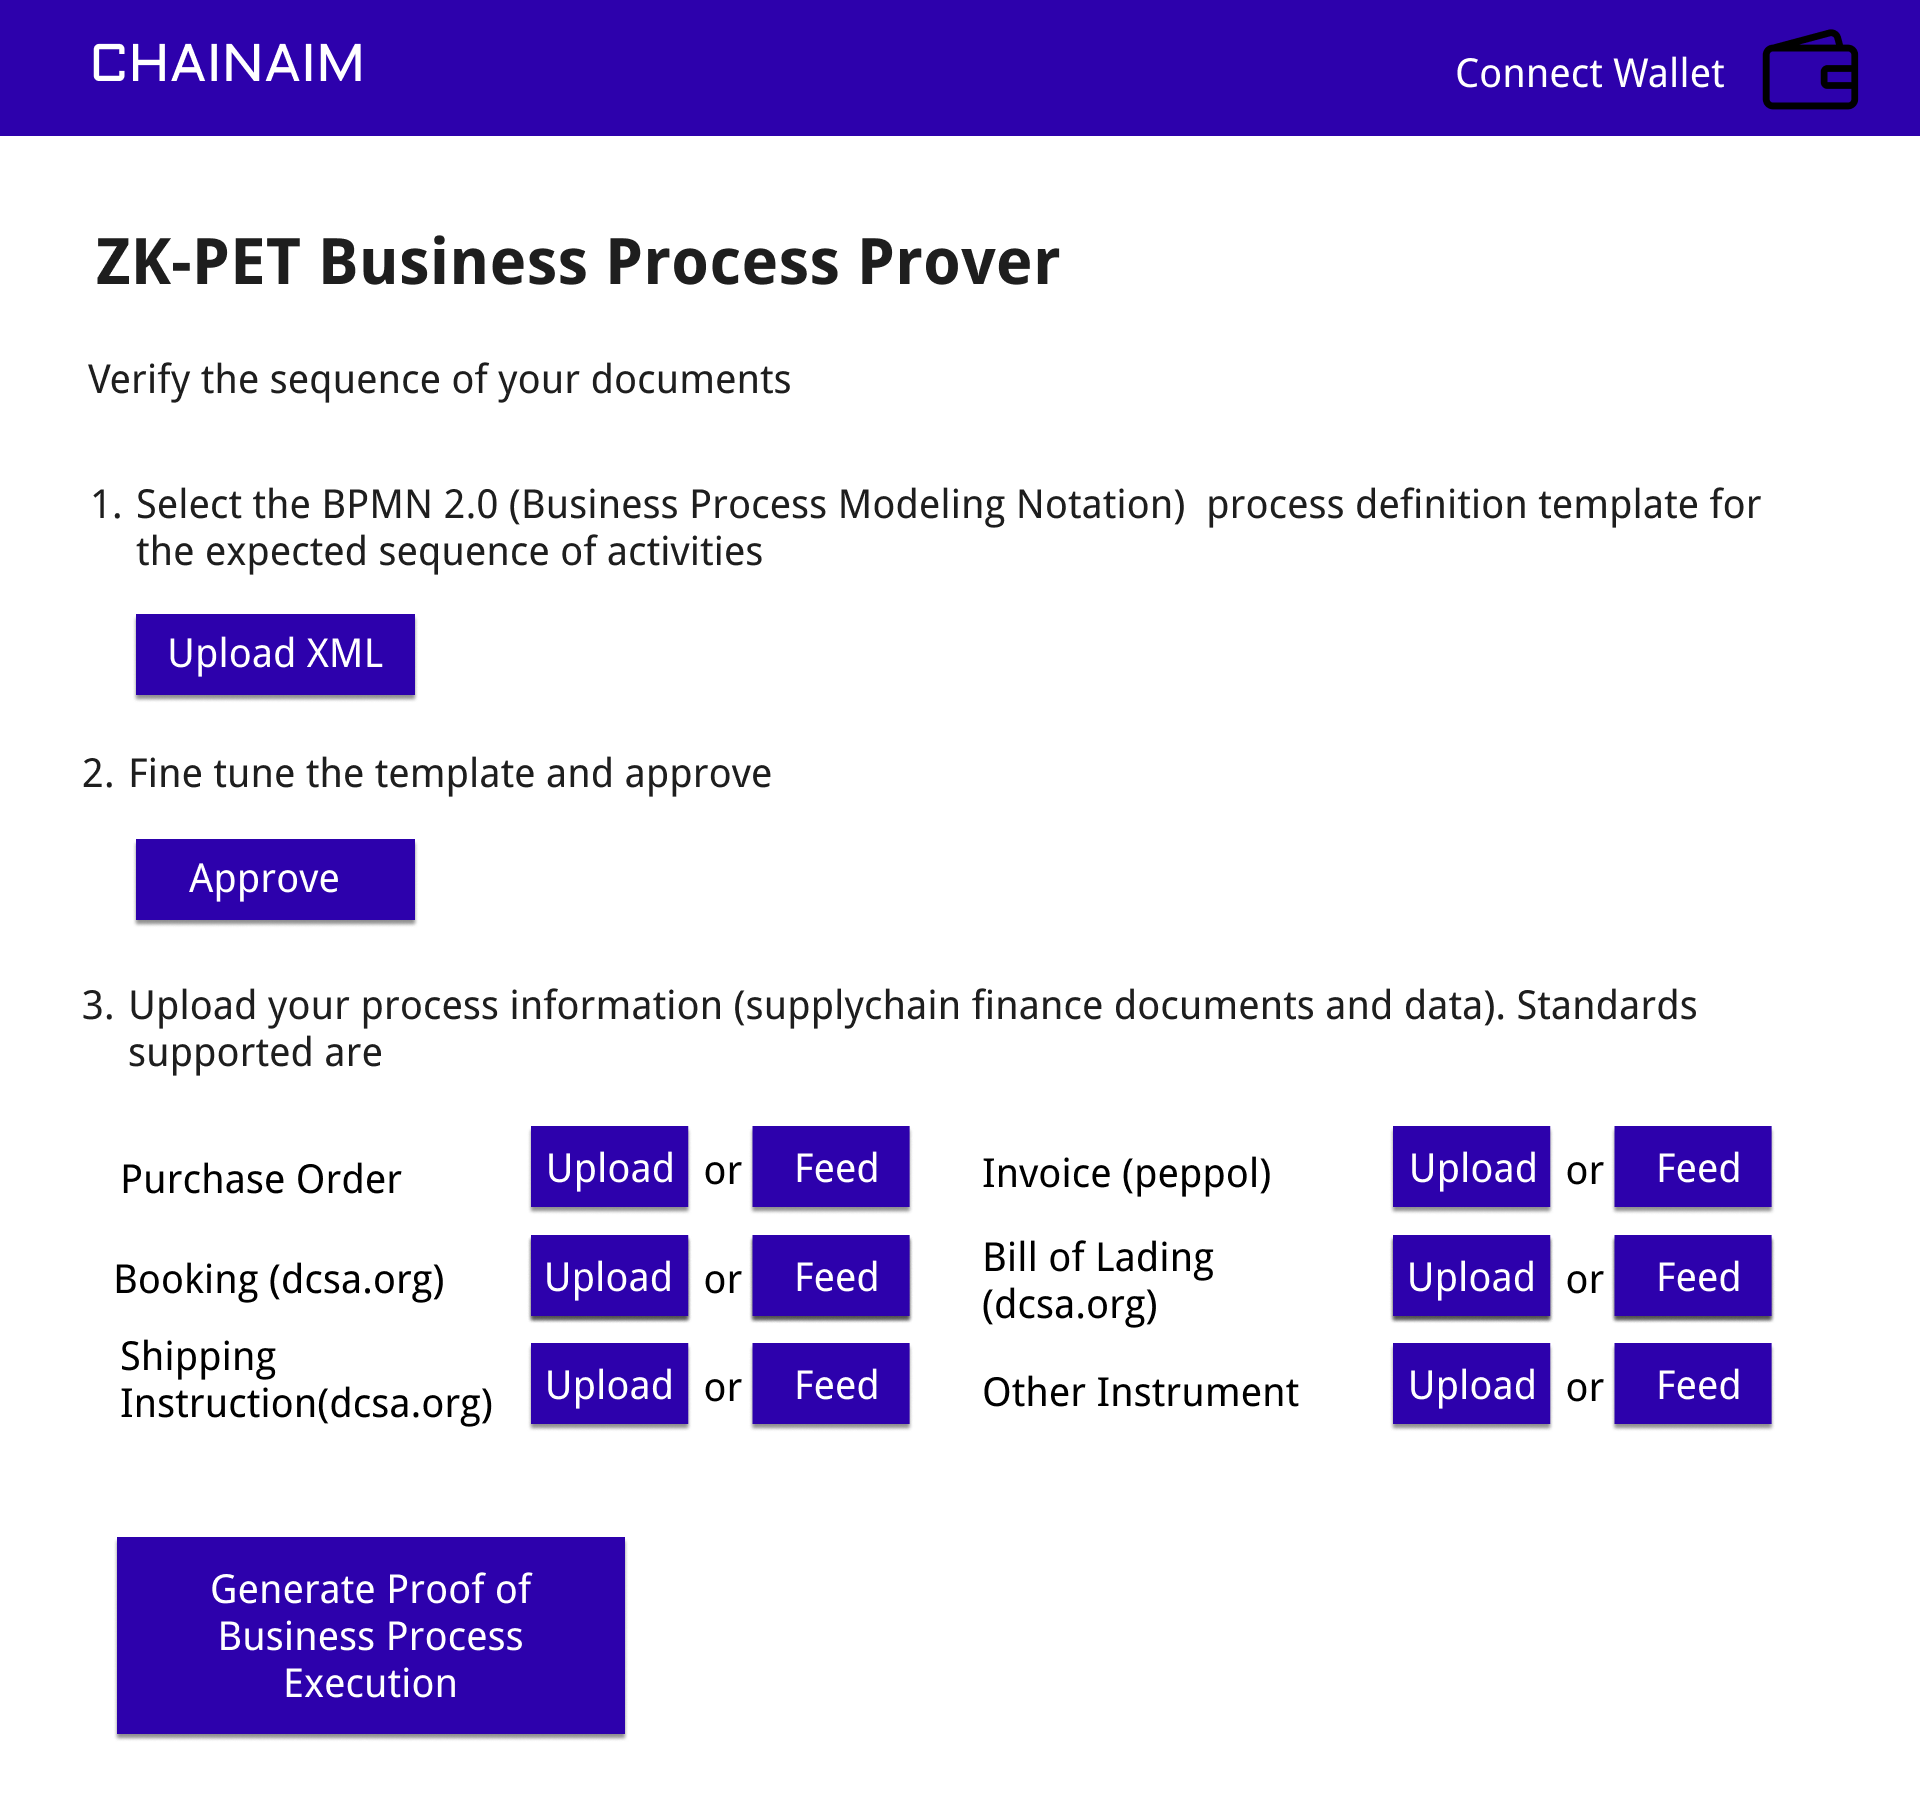 CHAINAIM
Connect Wallet
ZK-PET Business Process Prover
Verify the sequence of your documents
1. Select the BPMN 2.0 (Business Process Modeling Notation)  process definition template for
the expected sequence of activities
Upload XML
2. Fine tune the template and approve
Approve
3. Upload your process information (supplychain finance documents and data). Standards
supported are
Purchase Order Upload or Feed Invoice (peppol) Upload or Feed
Booking (dcsa.org) Upload or Feed
Bill of Lading
(dcsa.org)
Upload or Feed
Shipping
Instruction(dcsa.org)
Upload or Feed Other Instrument Upload or Feed
Generate Proof of
Business Process
Execution